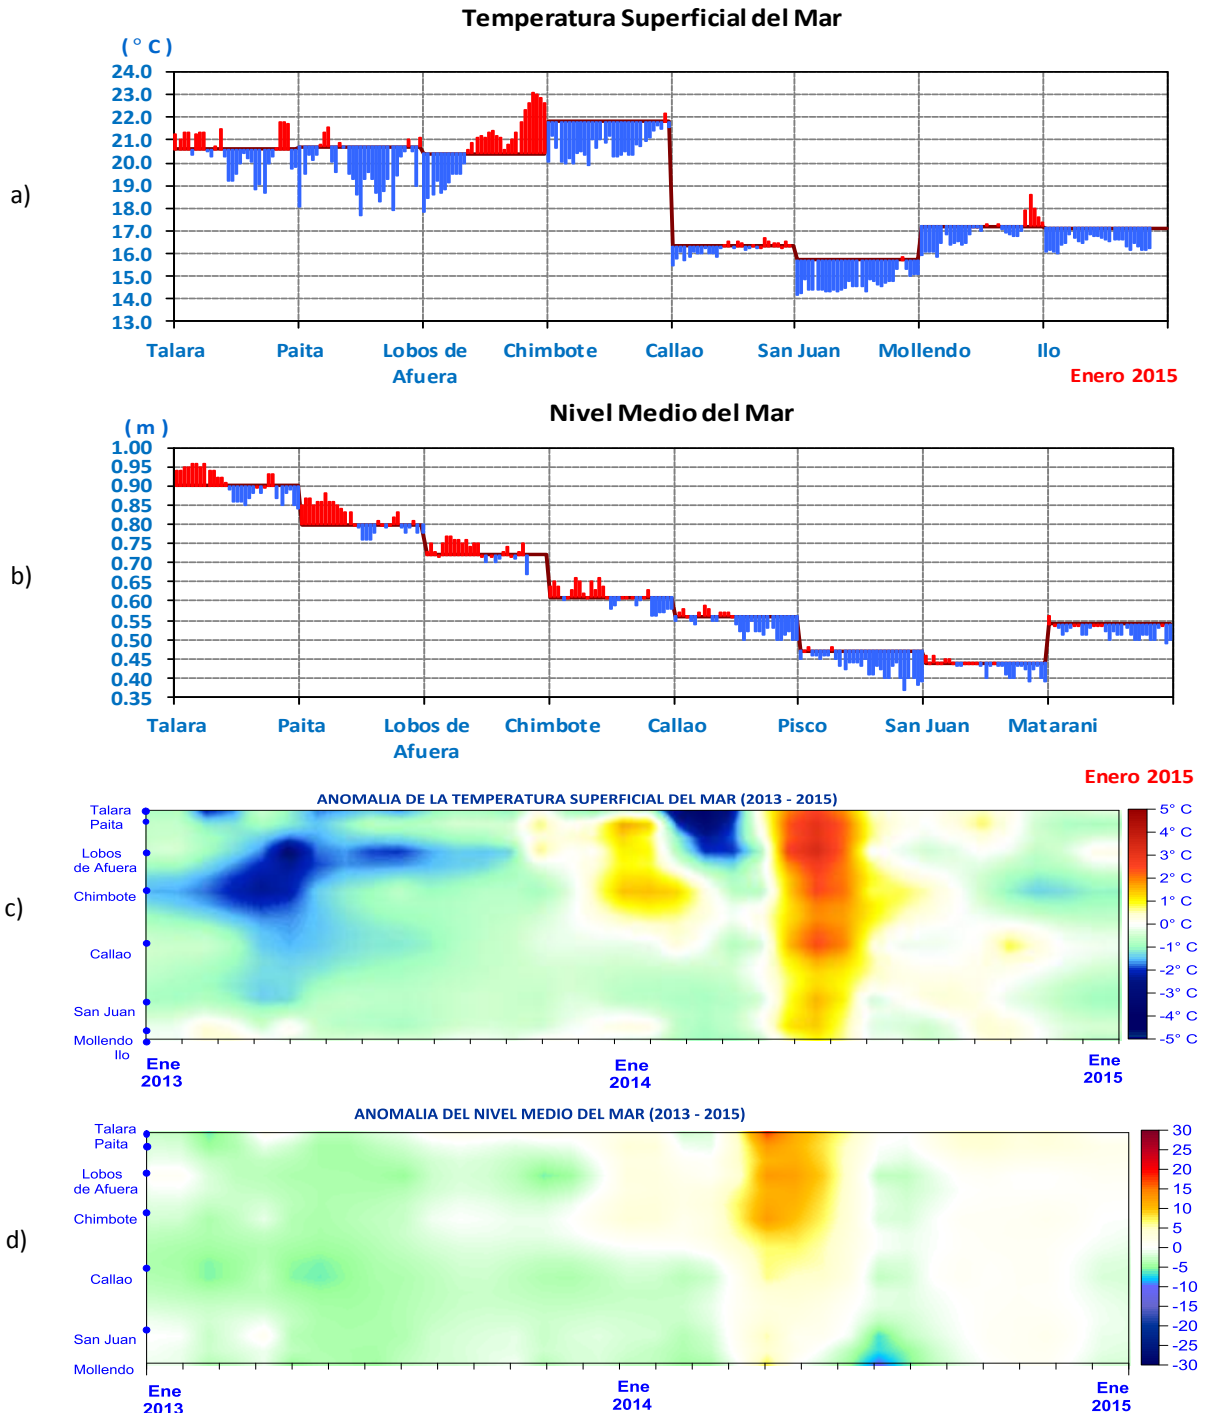 Temperatura Superficial del Mar
( ° C )
24.0
23.0
22.0
21.0
20.0
19.0
18.0
17.0
16.0
15.0
14.0
13.0
a)
Talara Paita Lobos de Afuera Chimbote Callao San Juan Mollendo Ilo
Enero 2015
Nivel Medio del Mar
( m )
1.00
0.95
0.90
0.85
0.80
0.75
0.70
0.65
0.60
0.55
0.50
0.45
0.40
0.35
b)
Talara Paita Lobos de Afuera Chimbote Callao Pisco San Juan Matarani
Enero 2015
ANOMALIA DE LA TEMPERATURA SUPERFICIAL DEL MAR (2013 - 2015)
Talara
Paita
Lobos
de Afuera
Chimbote
c)
Callao
San Juan
Mollendo
Ilo
5° C
4° C
3° C
2° C
1° C
0° C
-1° C
-2° C
-3° C
-4° C
-5° C
Ene 2013
Ene 2014
Ene 2015
ANOMALIA DEL NIVEL MEDIO DEL MAR (2013 - 2015)
Talara
Paita
Lobos
de Afuera
Chimbote
d)
Callao
San Juan
Mollendo
30
25
20
15
10
5
0
-5
-10
-15
-20
-25
-30
Ene 2013
Ene 2014
Ene 2015